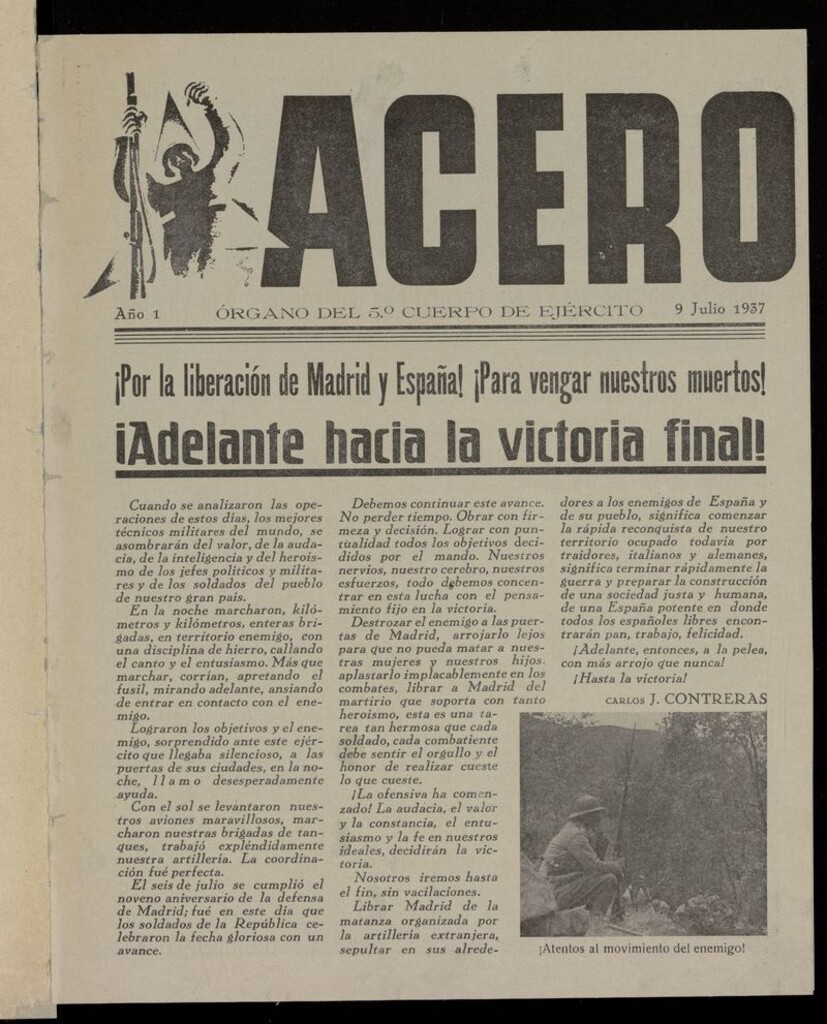 ACERO
Año 1 ÓRGANO DEL 5.º CUERPO DE EJÉRCITO 9 Julio 1937
¡Por la liberación de Madrid y España! ¡Para vengar nuestros muertos!
¡Adelante hacia la victoria final!
Cuando se analizaron las ope-
raciones de estos días, los mejores
técnicos militares del mundo, se
asombrarán del valor, de la auda-
cia, de la inteligencia y del herois-
mo de los jefes políticos y milita-
res y de los soldados del pueblo
de nuestro gran pais.
En la noche marcharon, kiló-
metros y kilómetros, enteras bri-
gadas, en territorio enemigo, con
una disciplina de hierro, callando
el canto y el entusiasmo. Más que
marchar, corrían, apretando el
fusil, mirando adelante, ansiando
de entrar en contacto con el ene-
migo.
Lograron los objetivos y el ene-
migo, sorprendido ante este ejér-
cito que llegaba silencioso, a las
puertas de sus ciudades, en la no-
che, llamo desesperadamente
ayuda.
Con el sol se levantaron nues-
tros aviones maravillosos, mar-
charon nuestras brigadas de tan-
ques, trabajó expléndidamente
nuestra artillería. La coordina-
ción fué perfecta.
El seis de julio se cumplió el
noveno aniversario de la defensa
de Madrid; fué en este día que
los soldados de la República ce-
lebraron la fecha gloriosa con un
avance.
Debemos continuar este avance.
No perder tiempo. Obrar con fir-
meza y decisión. Lograr con pun-
tualidad todos los objetivos deci-
didos por el mando. Nuestros
nervios, nuestro cerebro, nuestros
esfuerzos, todo debemos concen-
trar en esta lucha con el pensa-
miento fijo en la victoria.
Destrozar el enemigo a las puer-
tas de Madrid, arrojarlo lejos
para que no pueda matar a nues-
tras mujeres y nuestros hijos.
aplastarlo implacablemente en los
combates, librar a Madrid del
martirio que soporta con tanto
heroismo, esta es una ta-
rea tan hermosa que cada
soldado, cada combatiente
debe sentir el orgullo y el
honor de realizar cueste
lo que cueste.
¡La ofensiva ha comen-
zado! La audacia, el valor
y la constancia, el entu-
siasmo y la fe en nuestros
ideales, decidirán la vic-
toria.
Nosotros iremos hasta
el fin, sin vacilaciones.
Librar Madrid de la
matanza organizada por
la artillería extranjera,
sepultar en sus alrede-
dores a los enemigos de España y
de su pueblo, significa comenzar
la rápida reconquista de nuestro
territorio ocupado todavía por
traidores, italianos y alemanes,
significa terminar rápidamente la
guerra y preparar la construcción
de una sociedad justa y humana,
de una España potente en donde
todos los españoles libres encon-
trarán pan, trabajo, felicidad.
¡Adelante, entonces, a la pelea,
con más arrojo que nunca!
¡Hasta la victoria!
CARLOS J. CONTRERAS
¡Atentos al movimiento del enemigo!